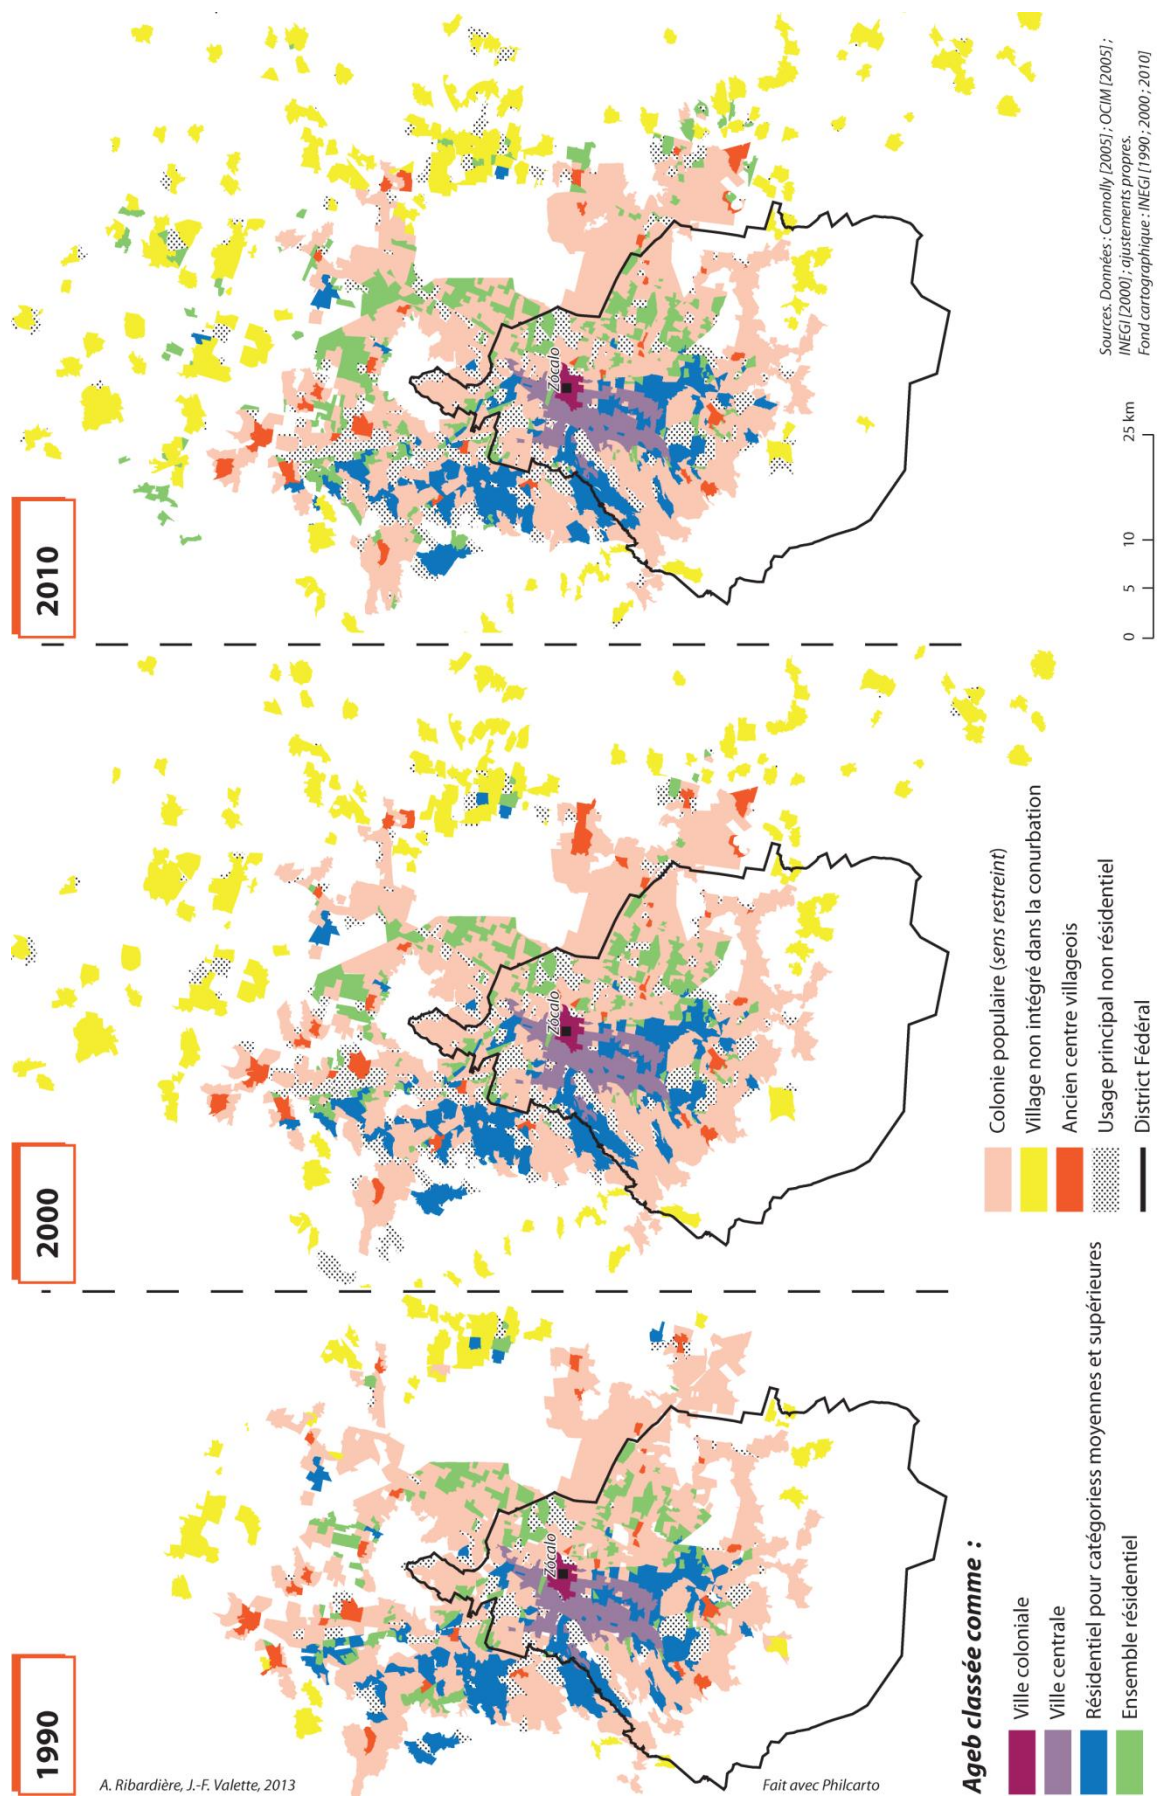 1990
2000
2010
Zócalo
Zócalo
Zócalo
A. Ribardière, J.-F. Valette, 2013
Fait avec Philcarto
Ageb classée comme :
Ville coloniale
Ville centrale
Résidentiel pour catégoriess moyennes et supérieures
Ensemble résidentiel
Colonie populaire (sens restreint)
Village non intégré dans la conurbation
Ancien centre villageois
Usage principal non résidentiel
District Fédéral
0 5 10 25 km
Sources. Données : Connolly [2005] ; OCIM [2005] ;
INEGI [2000] ; ajustements propres.
Fond cartographique : INEGI [1990 ; 2000 ; 2010]